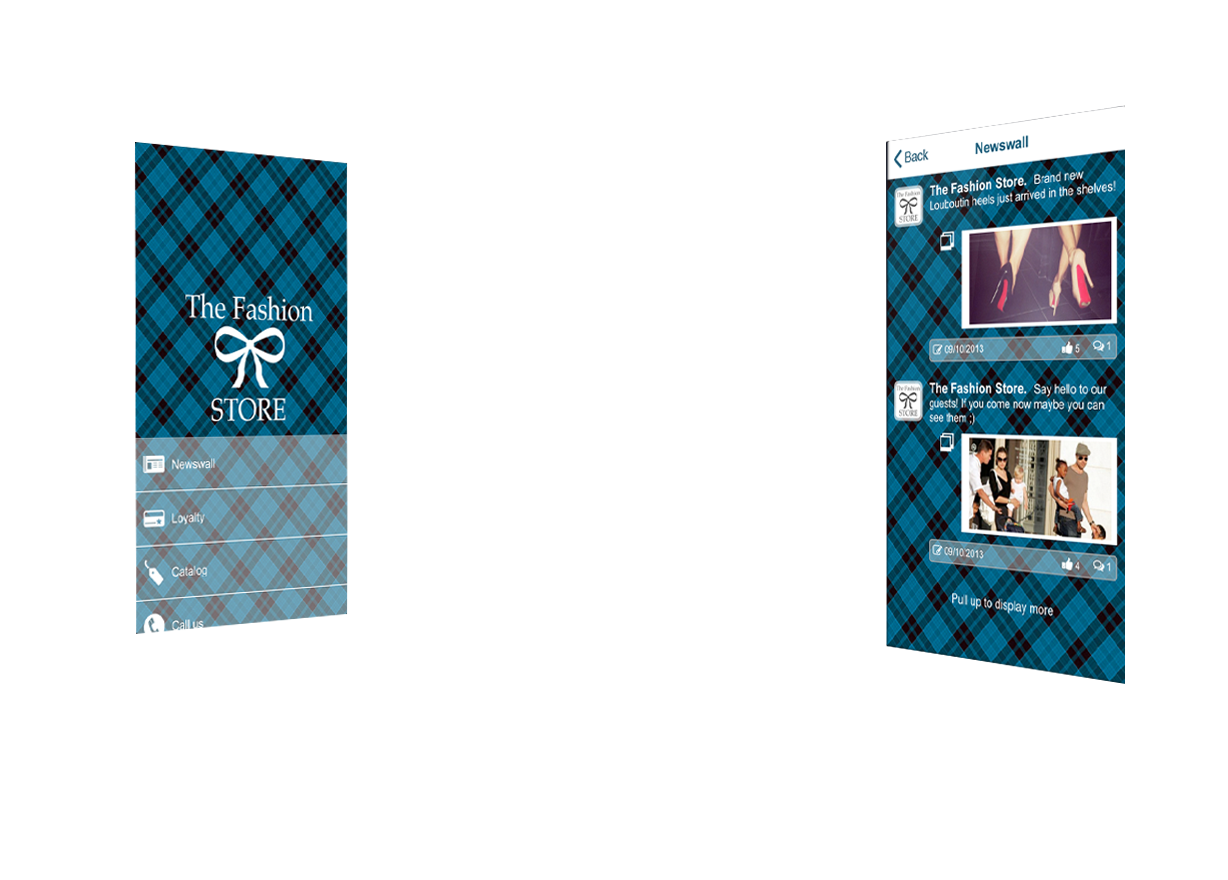 The Fashion
STORE
Newswall
Loyalty
Catalog
Call us
Back
Newswall
The Fashion Store. Brand new
Louboutin heels just arrived in the shelves!
The Fashion
STORE
09/10/2013
5
1
The Fashion Store. Say hello to our
guests! If you come now maybe you can
see them ;)
The Fashion
STORE
09/10/2013
4
1
Pull up to display more